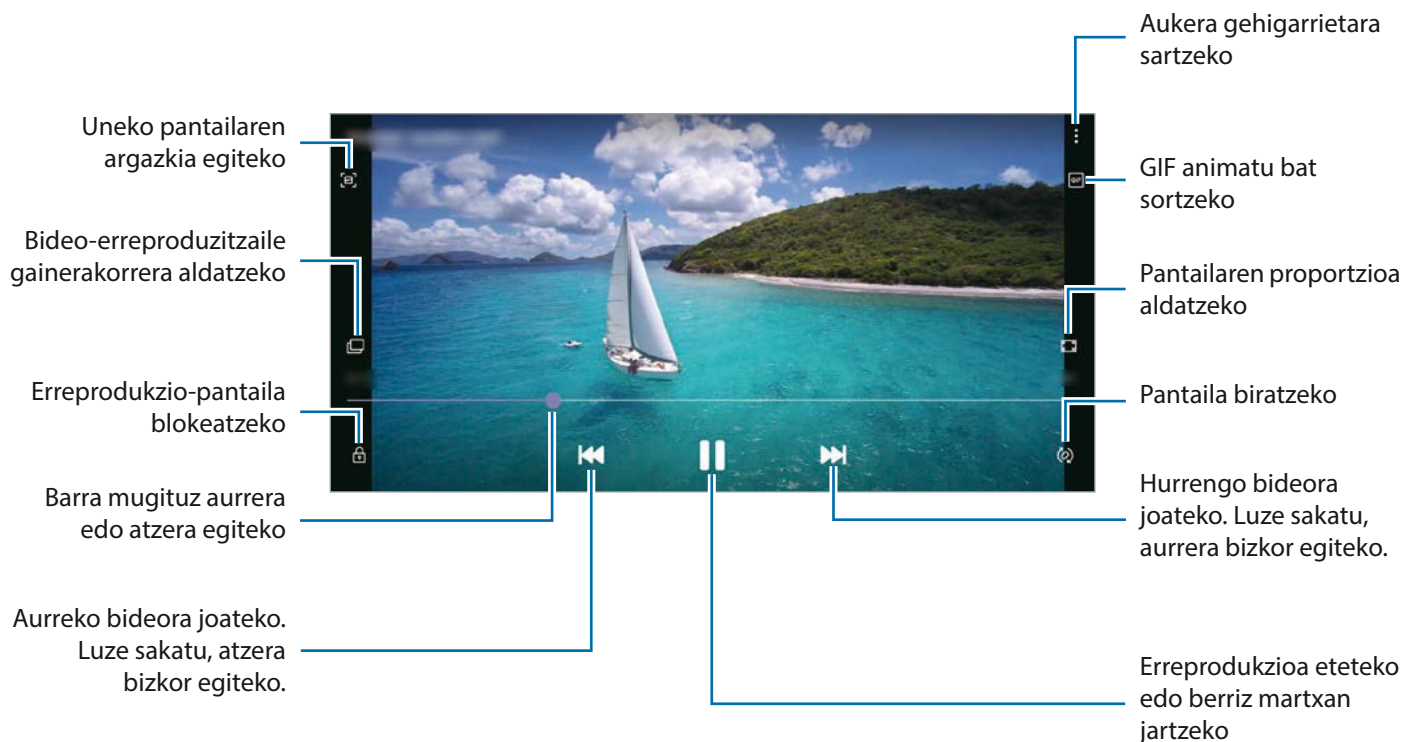 Aukera gehigarrietara
sartzeko
Uneko pantailaren
argazkia egiteko
GIF animatu bat
sortzeko
Bideo-erreproduzitzaile
gainerakorrera aldatzeko
Pantailaren proportzioa
aldatzeko
Erreprodukzio-pantaila
blokeatzeko
Pantaila biratzeko
Barra mugituz aurrera
edo atzera egiteko
Hurrengo bideora
joateko. Luze sakatu,
aurrera bizkor egiteko.
Aurreko bideora joateko.
Luze sakatu, atzera
bizkor egiteko.
Erreprodukzioa eteteko
edo berriz martxan
jartzeko
GIF